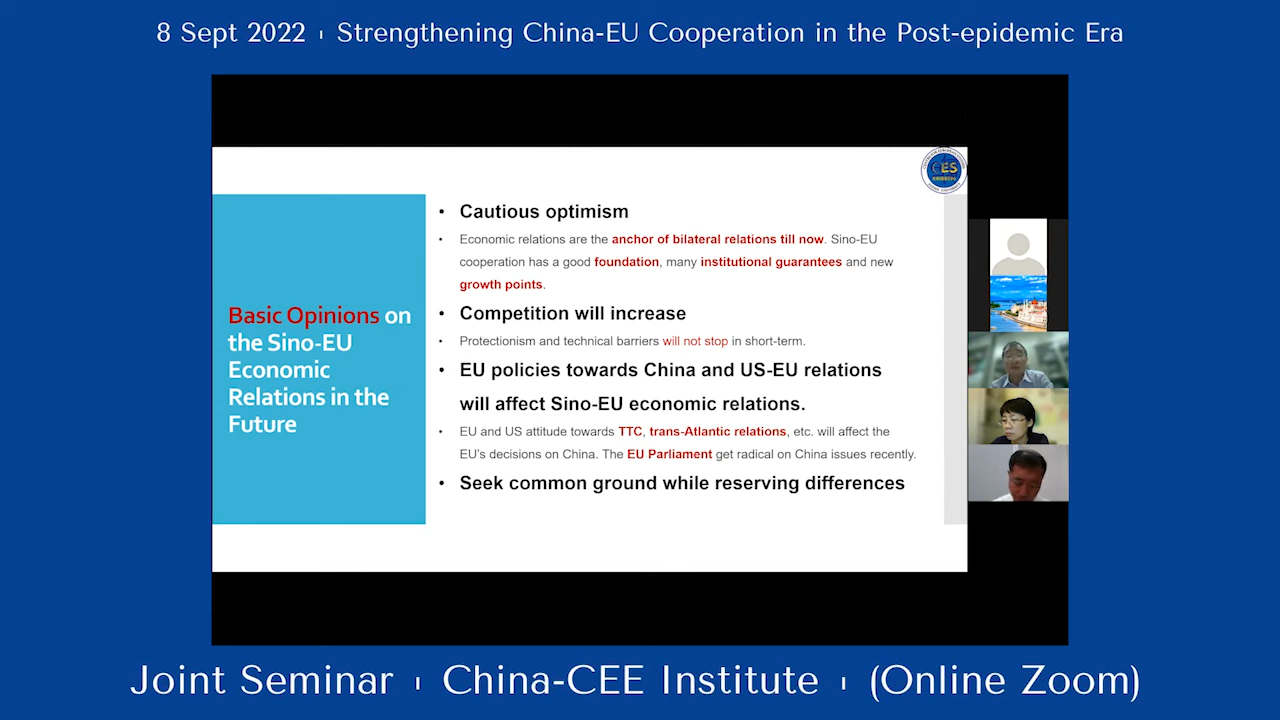 8 Sept 2022 ı Strengthening China-EU Cooperation in the Post-epidemic Era
CES
Basic Opinions on
the Sino-EU
Economic
Relations in the
Future
• Cautious optimism
• Economic relations are the anchor of bilateral relations till now. Sino-EU
cooperation has a good foundation, many institutional guarantees and new
growth points.
• Competition will increase
• Protectionism and technical barriers will not stop in short-term.
• EU policies towards China and US-EU relations
will affect Sino-EU economic relations.
• EU and US attitude towards TTC, trans-Atlantic relations, etc. will affect the
EU's decisions on China. The EU Parliament get radical on China issues recently.
• Seek common ground while reserving differences
Joint Seminar ı China-CEE Institute ı (Online Zoom)